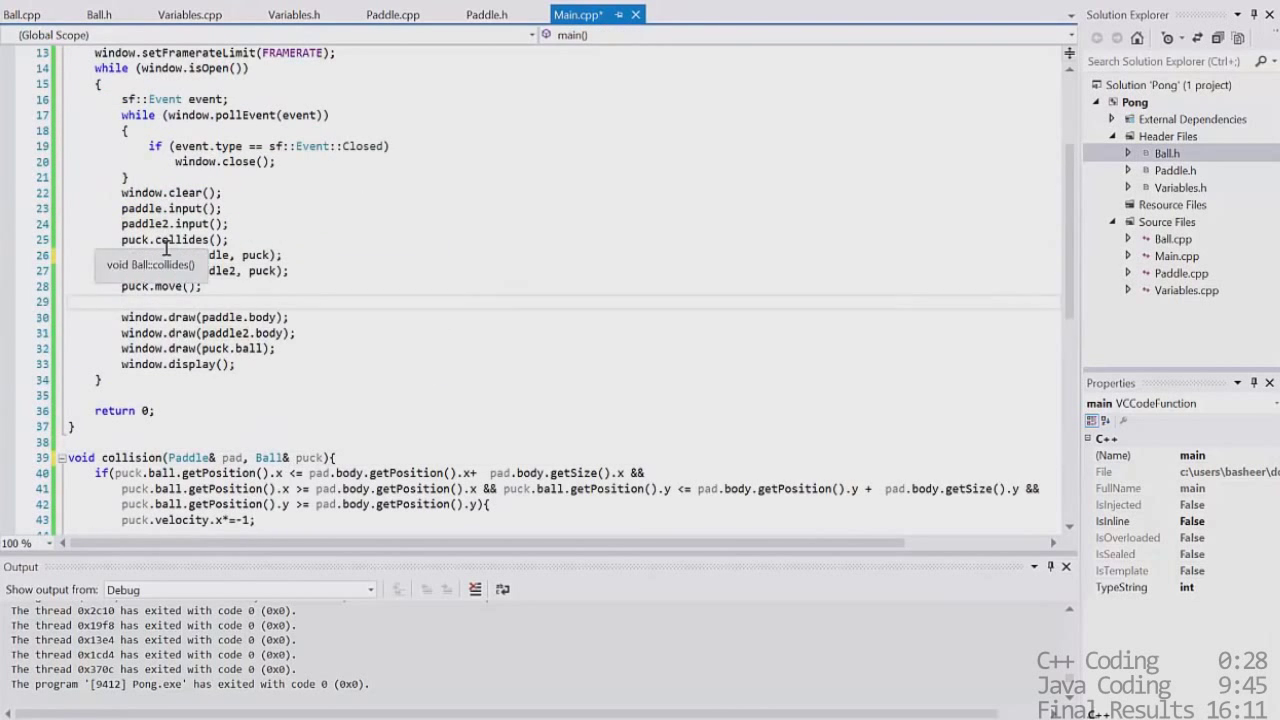 Ball.cpp Ball.h Variables.cpp Variables.h Paddle.cpp Paddle.h Main.cpp*
(Global Scope) main()
13 window.setFramerateLimit(FRAMERATE);
14 while (window.isOpen())
15 {
16 sf::Event event;
17 while (window.pollEvent(event))
18 {
19 if (event.type == sf::Event::Closed)
20 window.close();
21 }
22 window.clear();
23 paddle.input();
24 paddle2.input();
25 puck.collides();
26 dle, puck);
27 dle2, puck);
void Ball::collides()
28 puck.move();
29
30 window.draw(paddle.body);
31 window.draw(paddle2.body);
32 window.draw(puck.ball);
33 window.display();
34 }
35
36 return 0;
37 }
38
39 void collision(Paddle& pad, Ball& puck){
40 if(puck.ball.getPosition().x <= pad.body.getPosition().x+  pad.body.getSize().x &&
41 puck.ball.getPosition().x >= pad.body.getPosition().x && puck.ball.getPosition().y <= pad.body.getPosition().y +  pad.body.getSize().y &&
42 puck.ball.getPosition().y >= pad.body.getPosition().y){
43 puck.velocity.x*=-1;
100 %
Output
Show output from: Debug
The thread 0x2c10 has exited with code 0 (0x0).
The thread 0x19f8 has exited with code 0 (0x0).
The thread 0x13e4 has exited with code 0 (0x0).
The thread 0x1cd4 has exited with code 0 (0x0).
The thread 0x370c has exited with code 0 (0x0).
The program '[9412] Pong.exe' has exited with code 0 (0x0).
Solution Explorer
Search Solution Explorer (Ctrl+;)
Solution 'Pong' (1 project)
Pong
External Dependencies
Header Files
Ball.h
Paddle.h
Variables.h
Resource Files
Source Files
Ball.cpp
Main.cpp
Paddle.cpp
Variables.cpp
Properties
main VCCodeFunction
C++
(Name) main
File c:\users\basheer\do
FullName main
IsInjected False
IsInline False
IsOverloaded False
IsSealed False
IsTemplate False
TypeString int
C++ Coding 0:28
Java Coding 9:45
Final Results 16:11
C++